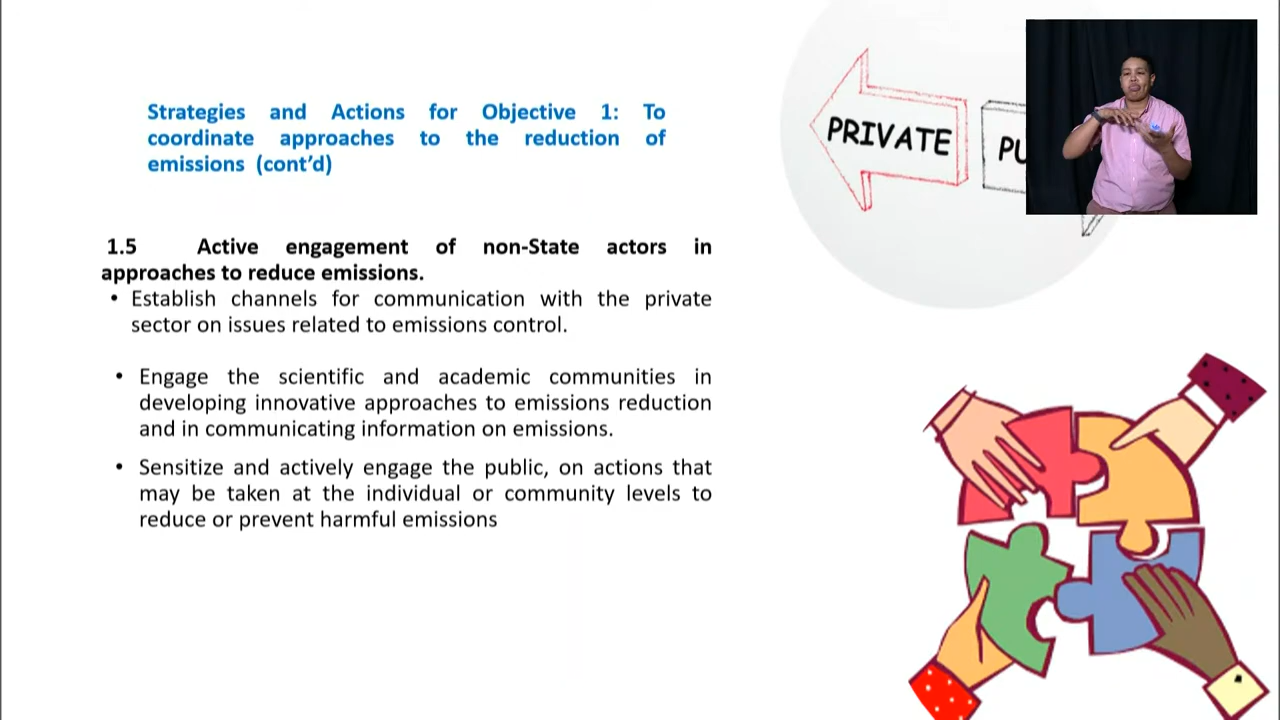 Strategies and Actions for Objective 1: To
coordinate approaches to the reduction of
emissions (cont’d)
PRIVATE
PU
1.5 Active engagement of non-State actors in
approaches to reduce emissions.
• Establish channels for communication with the private
sector on issues related to emissions control.
• Engage the scientific and academic communities in
developing innovative approaches to emissions reduction
and in communicating information on emissions.
• Sensitize and actively engage the public, on actions that
may be taken at the individual or community levels to
reduce or prevent harmful emissions